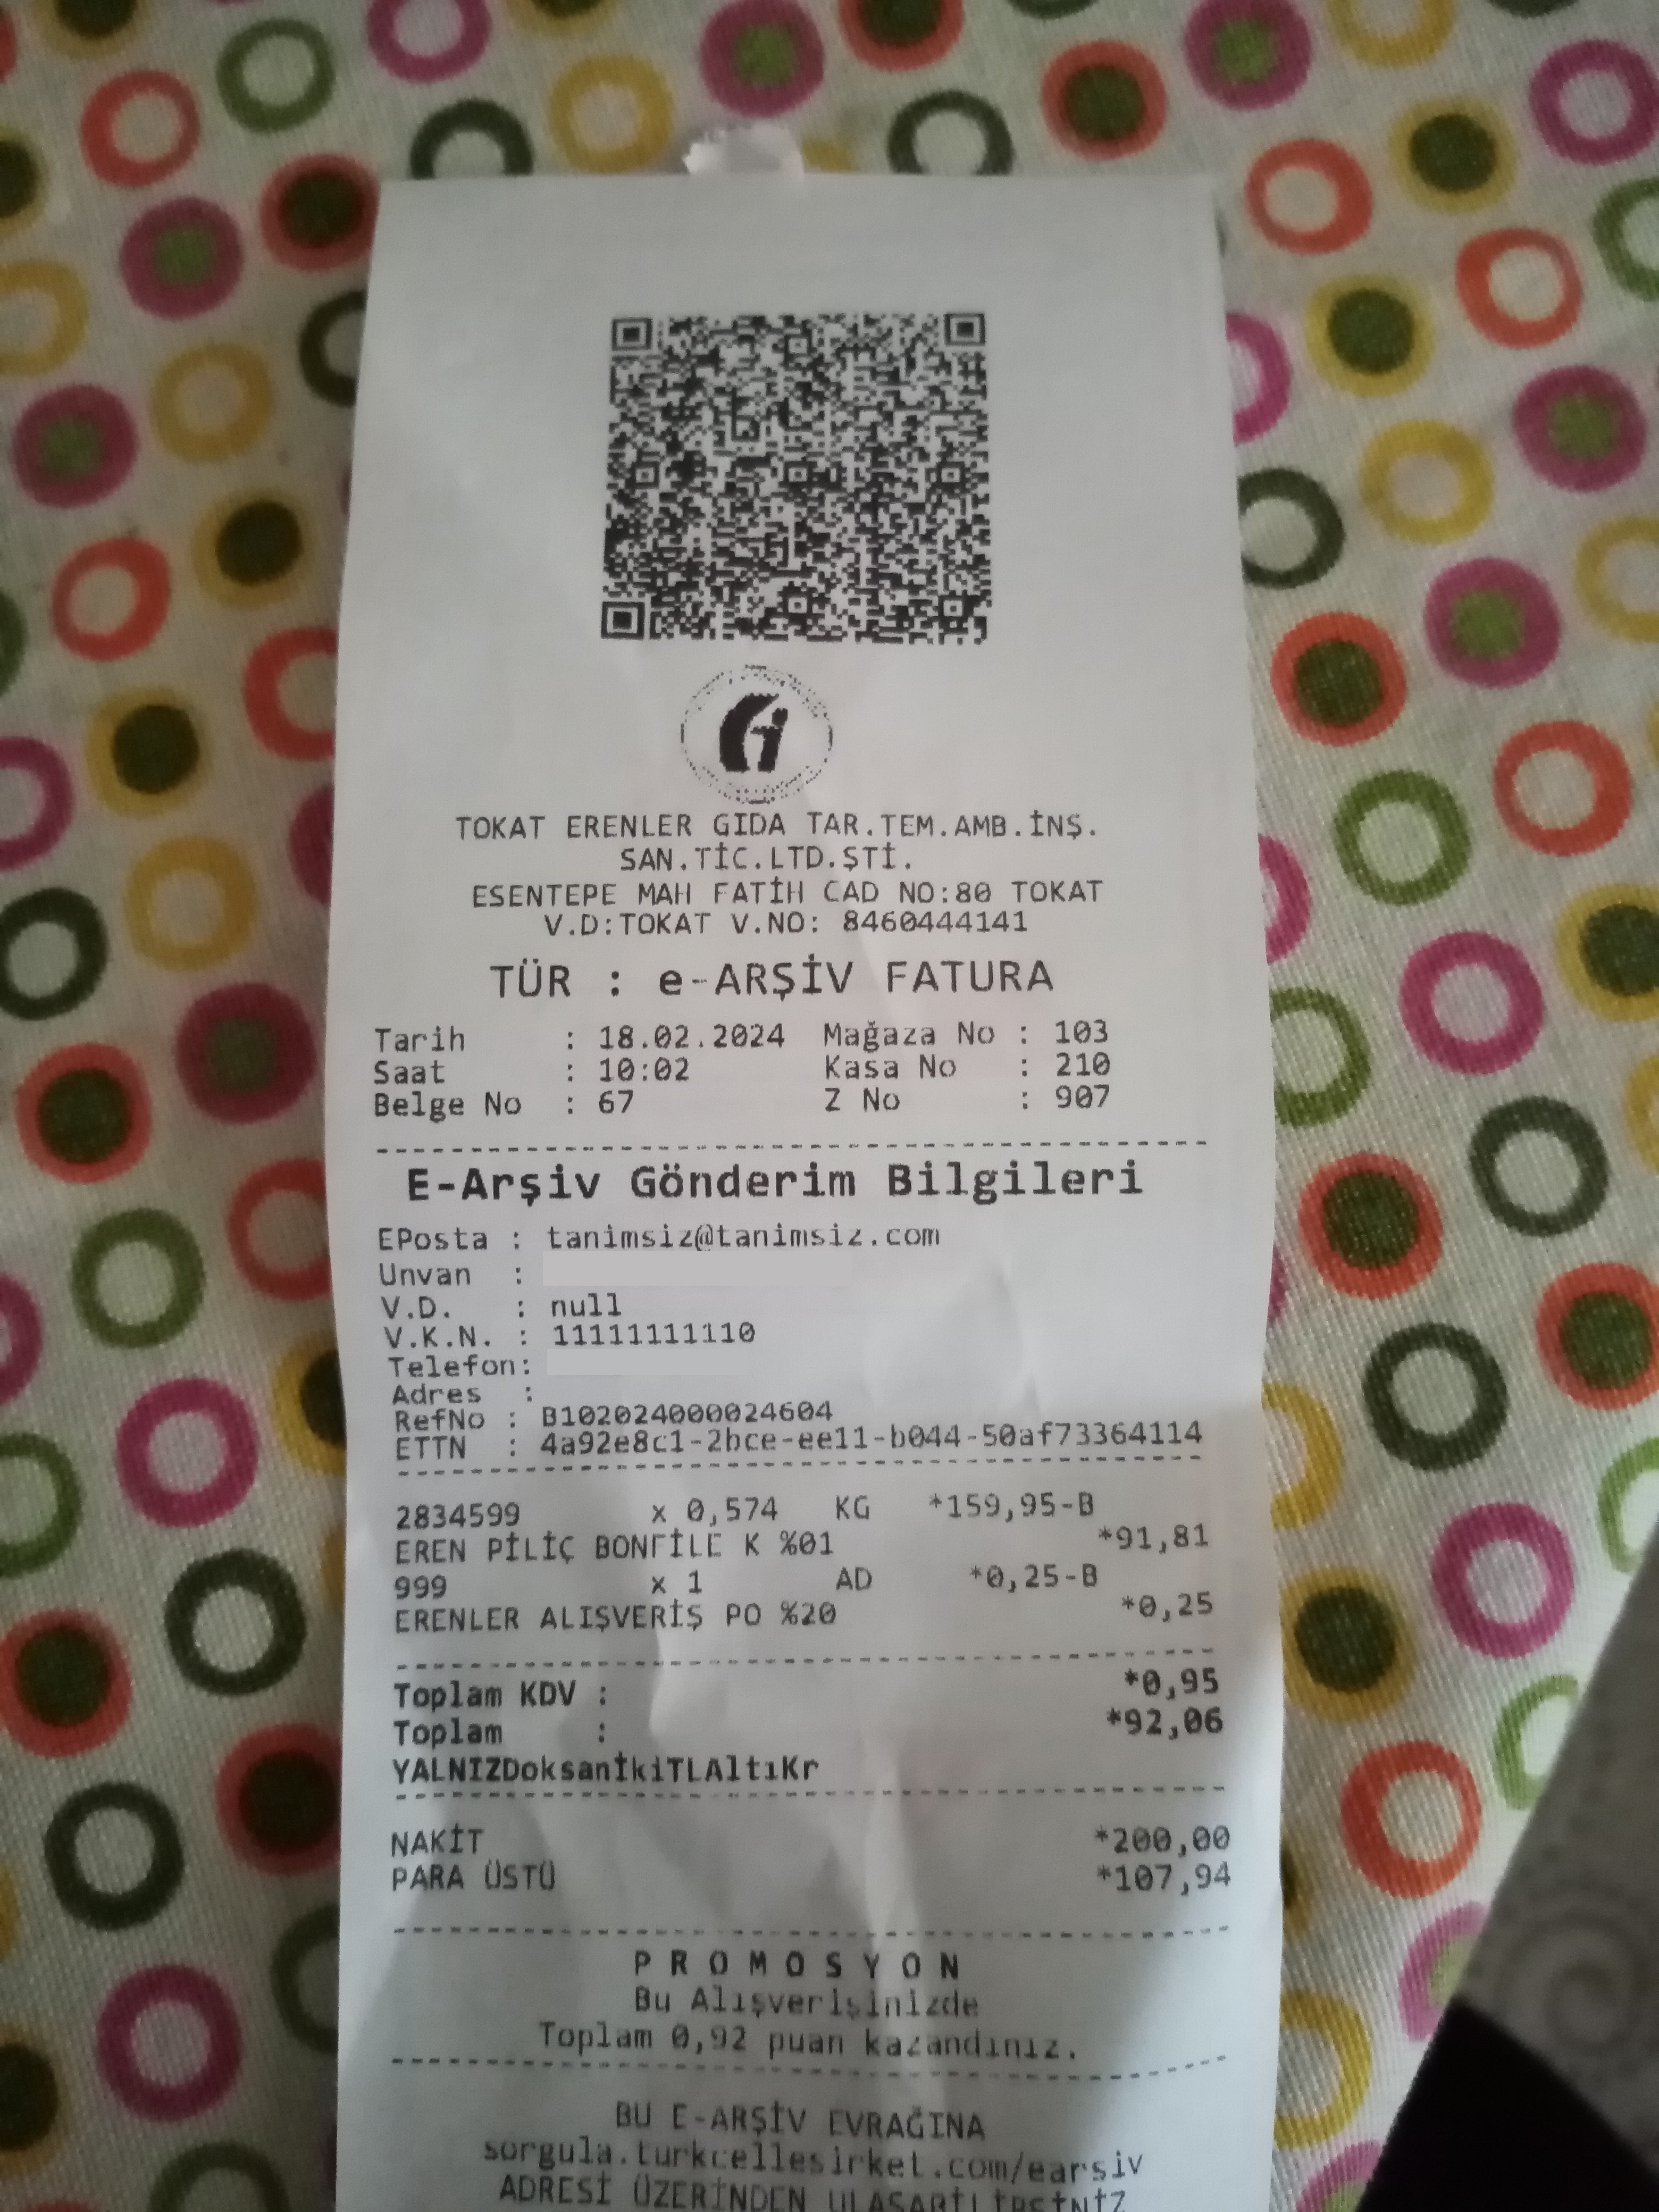 TOKAT ERENLER GIDA TAR.TEM.AMB.İNŞ.
SAN.TİC.LTD.ŞTİ.
ESENTEPE MAH FATİH CAD NO:80 TOKAT
V.D:TOKAT V.NO: 8460444141
TÜR : e-ARŞİV FATURA
Tarih : 18.02.2024 Mağaza No : 103
Saat : 10:02 Kasa No : 210
Belge No : 67 Z No : 907
E-Arşiv Gönderim Bilgileri
EPosta : tanimsiz@tanimsiz.com
Unvan :
V.D. : null
V.K.N. : 11111111110
Telefon:
Adres :
RefNo : B102024000024604
ETTN : 4a92e8c1-2bce-ee11-b044-50af73364114
2834599 x 0,574 KG *159,95-B
EREN PİLİÇ BONFİLE K %01 *91,81
999 x 1 AD *0,25-B
ERENLER ALIŞVERİŞ PO %20 *0,25
Toplam KDV : *0,95
Toplam : *92,06
YALNIZDoksanİkiTLAltıKr
NAKİT *200,00
PARA ÜSTÜ *107,94
PROMOSYON
Bu Alışverişinizde
Toplam 0,92 puan kazandınız.
BU E-ARŞİV EVRAĞINA
sorgula.turkcellesirket.com/earsiv
ADRESİ ÜZERİNDEN ULAŞABİLİRSİNİZ